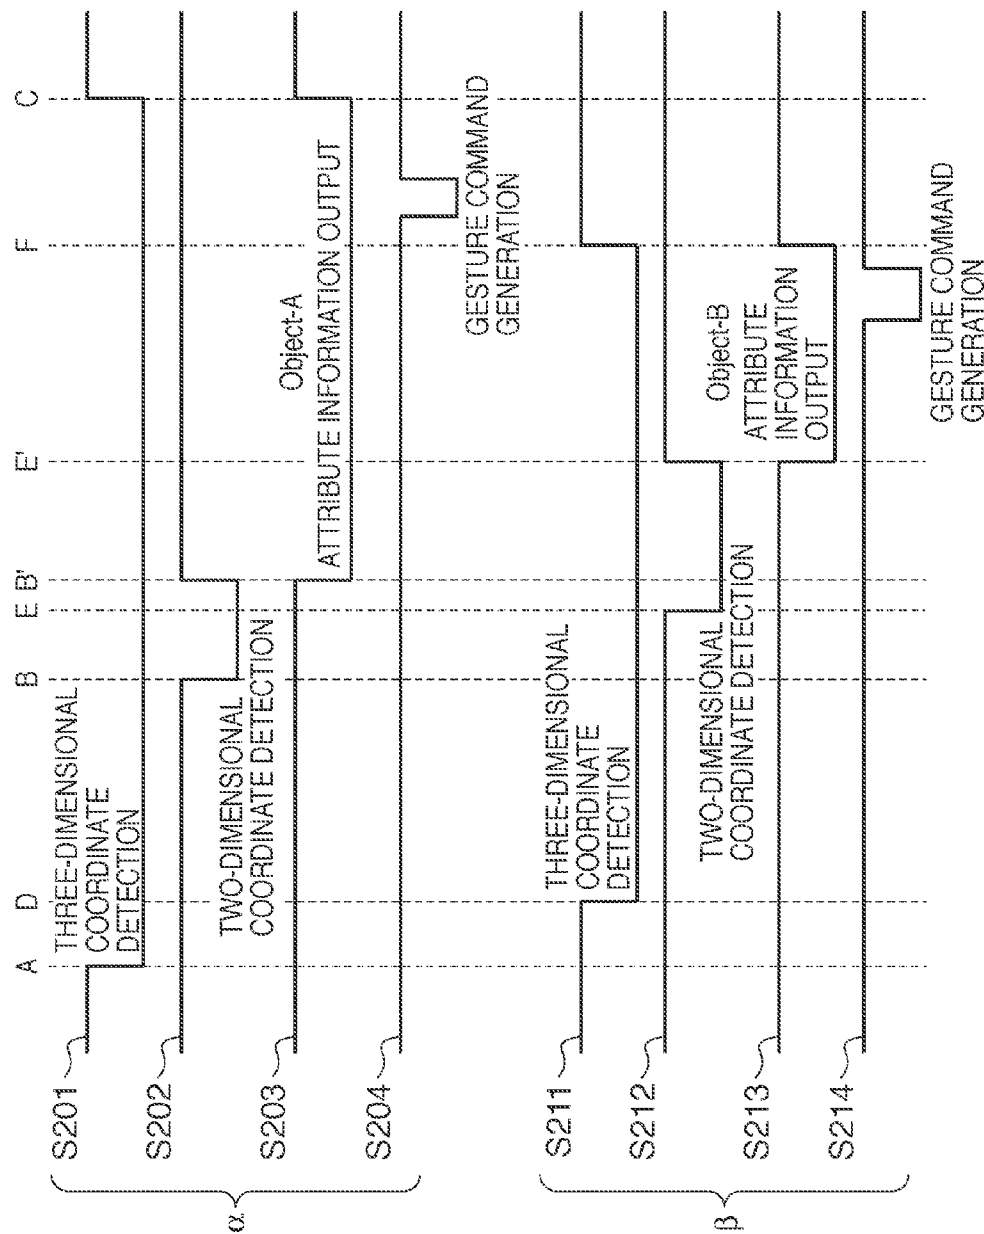 A D B E B' E' F C
α
S201
THREE-DIMENSIONAL
COORDINATE
DETECTION
S202
TWO-DIMENSIONAL
COORDINATE DETECTION
S203
Object-A
ATTRIBUTE INFORMATION OUTPUT
S204
GESTURE COMMAND
GENERATION
β
S211
THREE-DIMENSIONAL
COORDINATE
DETECTION
S212
TWO-DIMENSIONAL
COORDINATE DETECTION
S213
Object-B
ATTRIBUTE
INFORMATION
OUTPUT
S214
GESTURE COMMAND
GENERATION